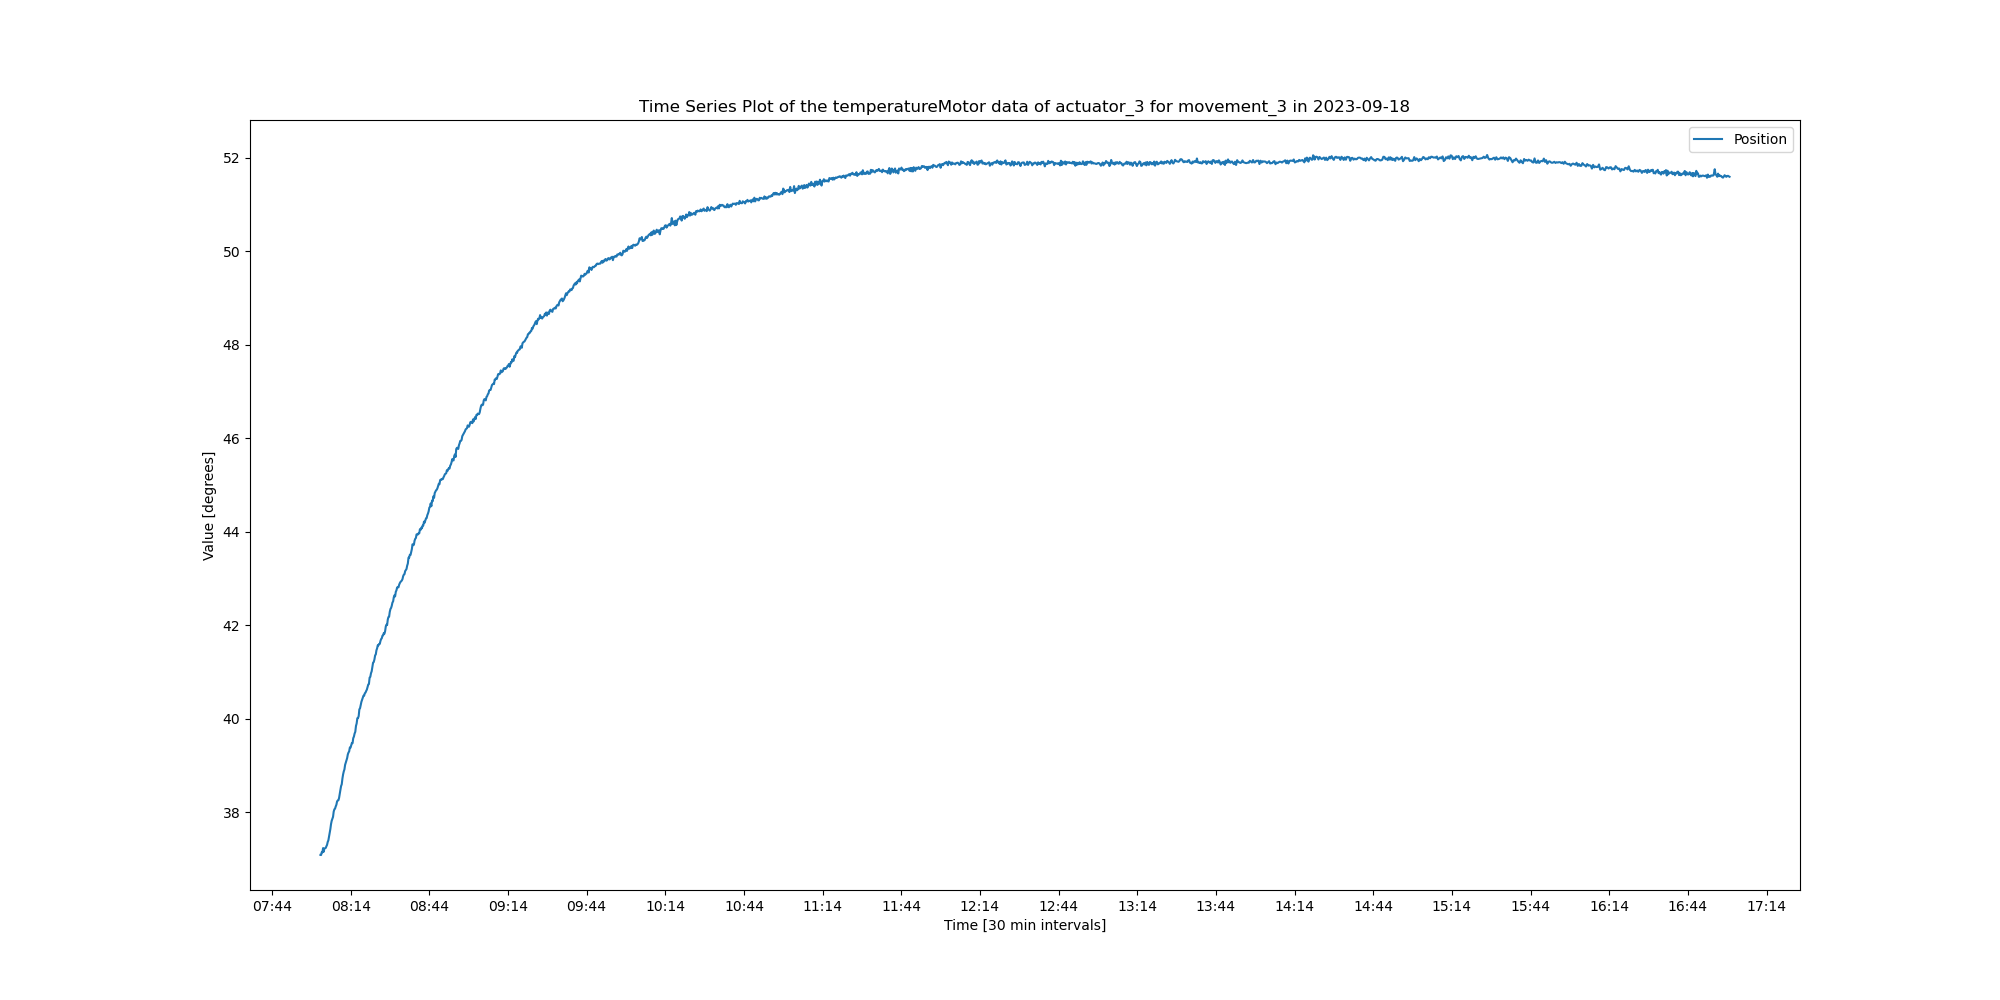 Time Series Plot of the temperatureMotor data of actuator_3 for movement_3 in 2023-09-18
Position
52
50
48
46
44
42
40
38
Value [degrees]
07:44 08:14 08:44 09:14 09:44 10:14 10:44 11:14 11:44 12:14 12:44 13:14 13:44 14:14 14:44 15:14 15:44 16:14 16:44 17:14
Time [30 min intervals]